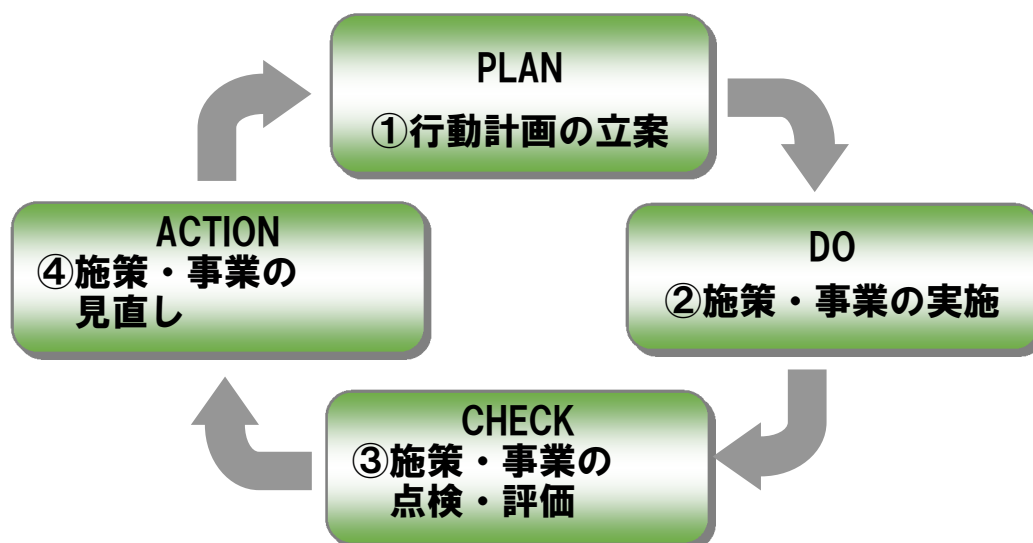 PLAN
①行動計画の立案
DO
②施策・事業の実施
CHECK
③施策・事業の
点検・評価
ACTION
④施策・事業の
見直し